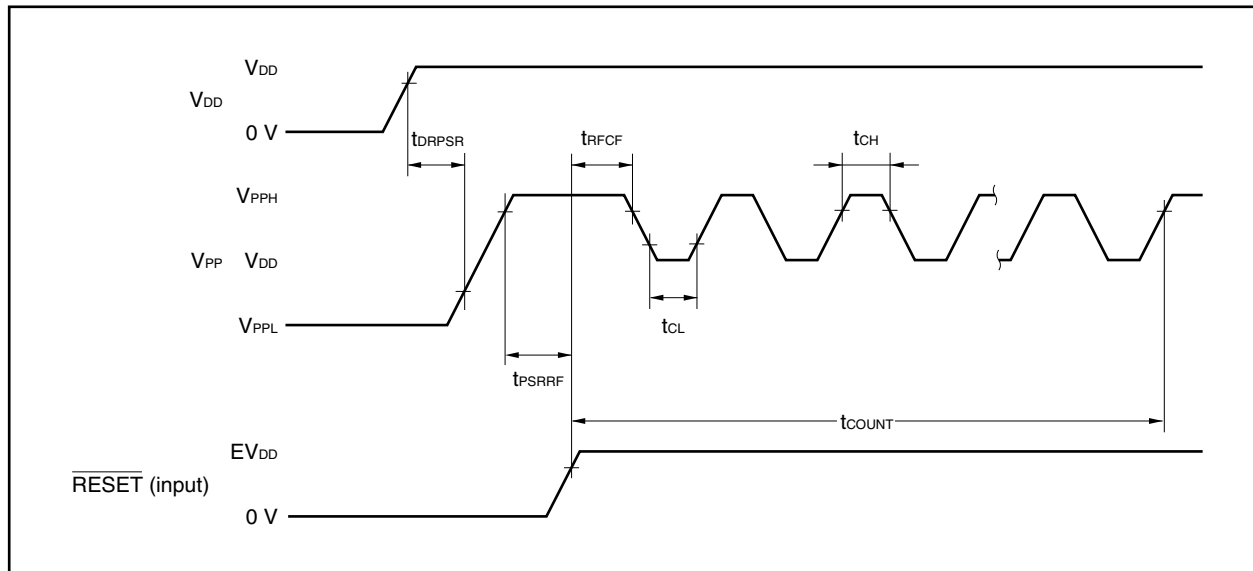 VDD
VDD
0 V
tDRPSR
tRFCF
tCH
VPPH
VPP VDD
VPPL
tCL
tPSRRF
tCOUNT
EVDD
RESET (input)
0 V